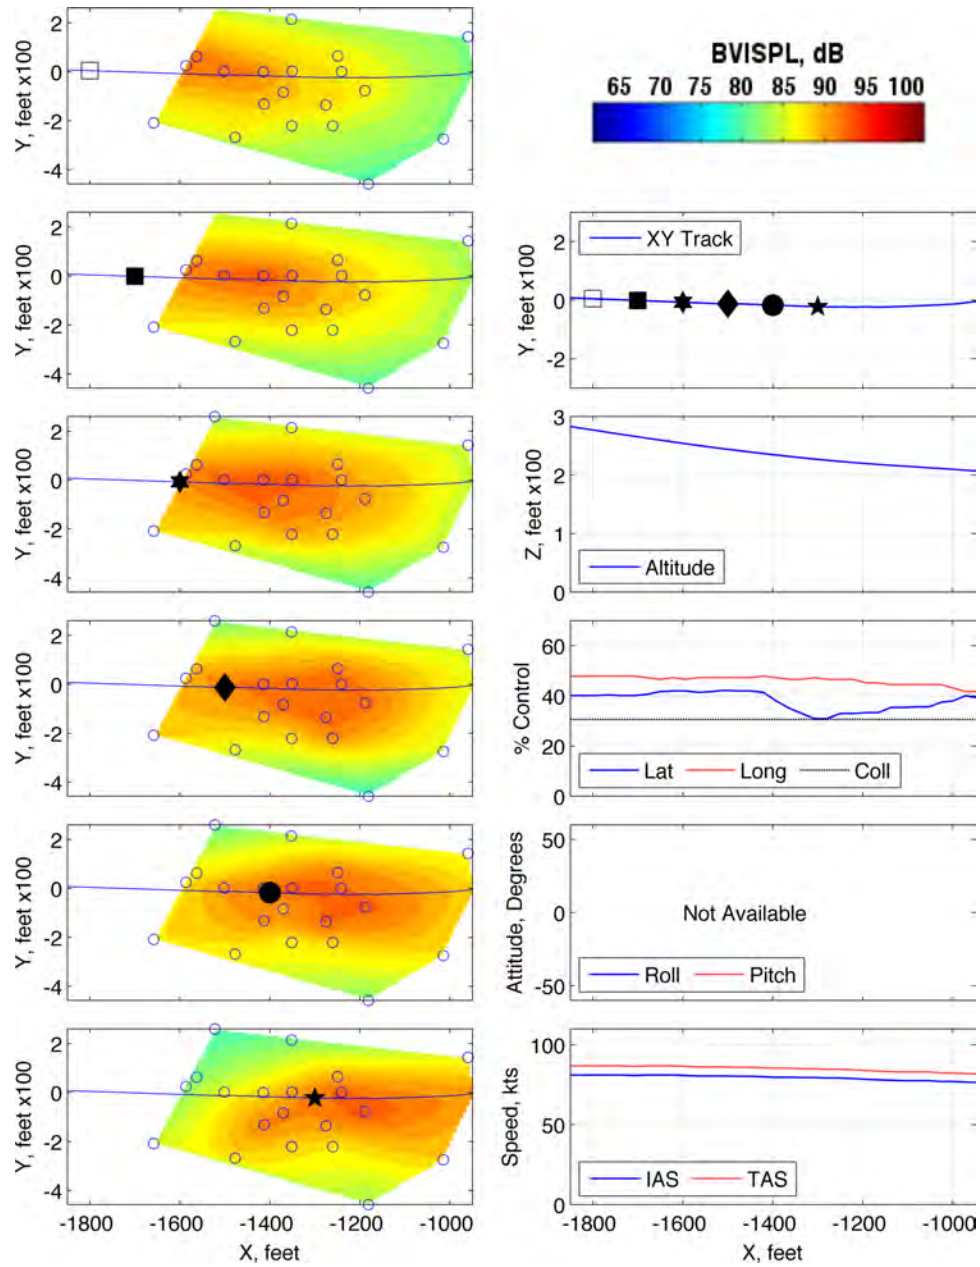 2
0
-2
-4
Y, feet x100
BVISPL, dB
65 70 75 80 85 90 95 100
2
0
-2
-4
Y, feet x100
XY Track
2
0
-2
Y, feet x100
2
0
-2
-4
Y, feet x100
3
2
1
0
Z, feet x100
Altitude
2
0
-2
-4
Y, feet x100
60
40
20
0
% Control
Lat Long Coll
2
0
-2
-4
Y, feet x100
50
0
-50
Attitude, Degrees
Not Available
Roll Pitch
2
0
-2
-4
Y, feet x100
-1800 -1600 -1400 -1200 -1000
X, feet
100
50
0
Speed, kts
IAS TAS
-1800 -1600 -1400 -1200 -1000
X, feet